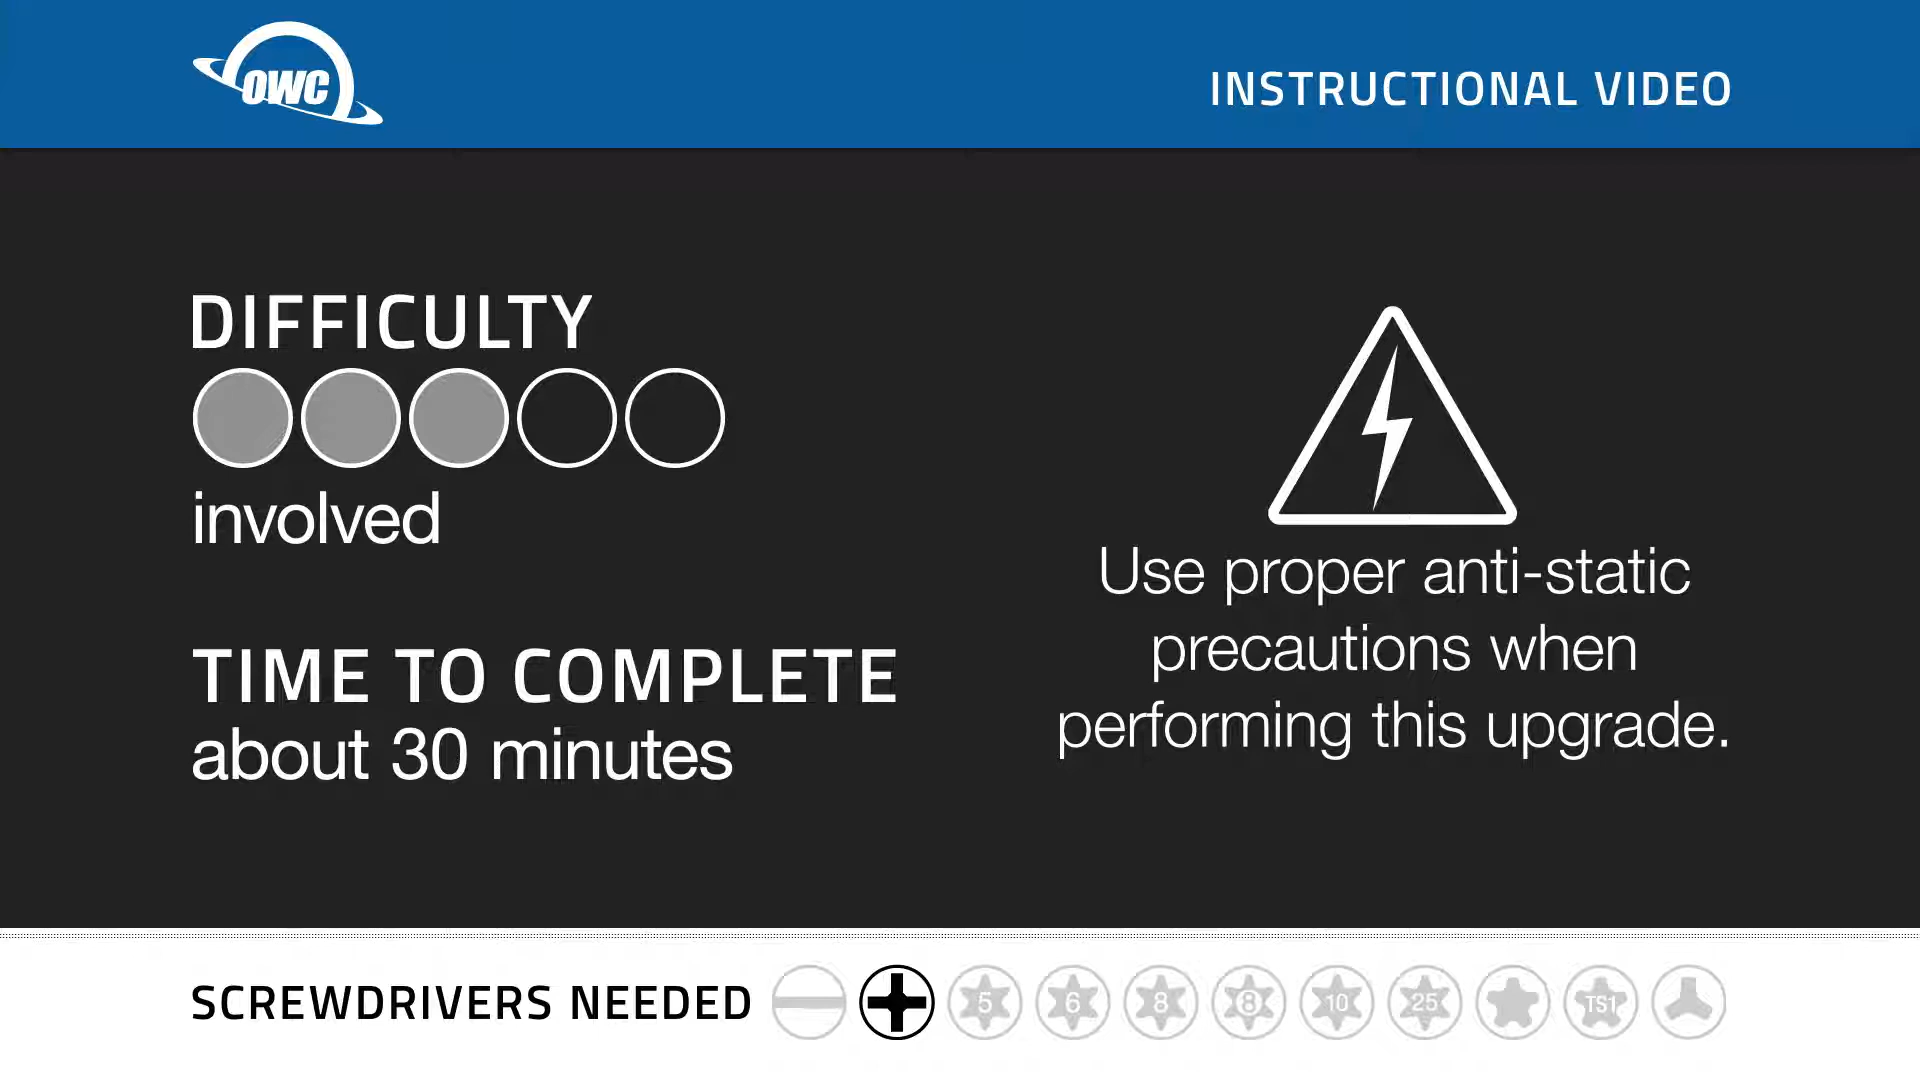 OWC
INSTRUCTIONAL VIDEO
DIFFICULTY
involved
TIME TO COMPLETE
about 30 minutes
Use proper anti-static
precautions when
performing this upgrade.
SCREWDRIVERS NEEDED 5 6 8 8 10 25 TS1